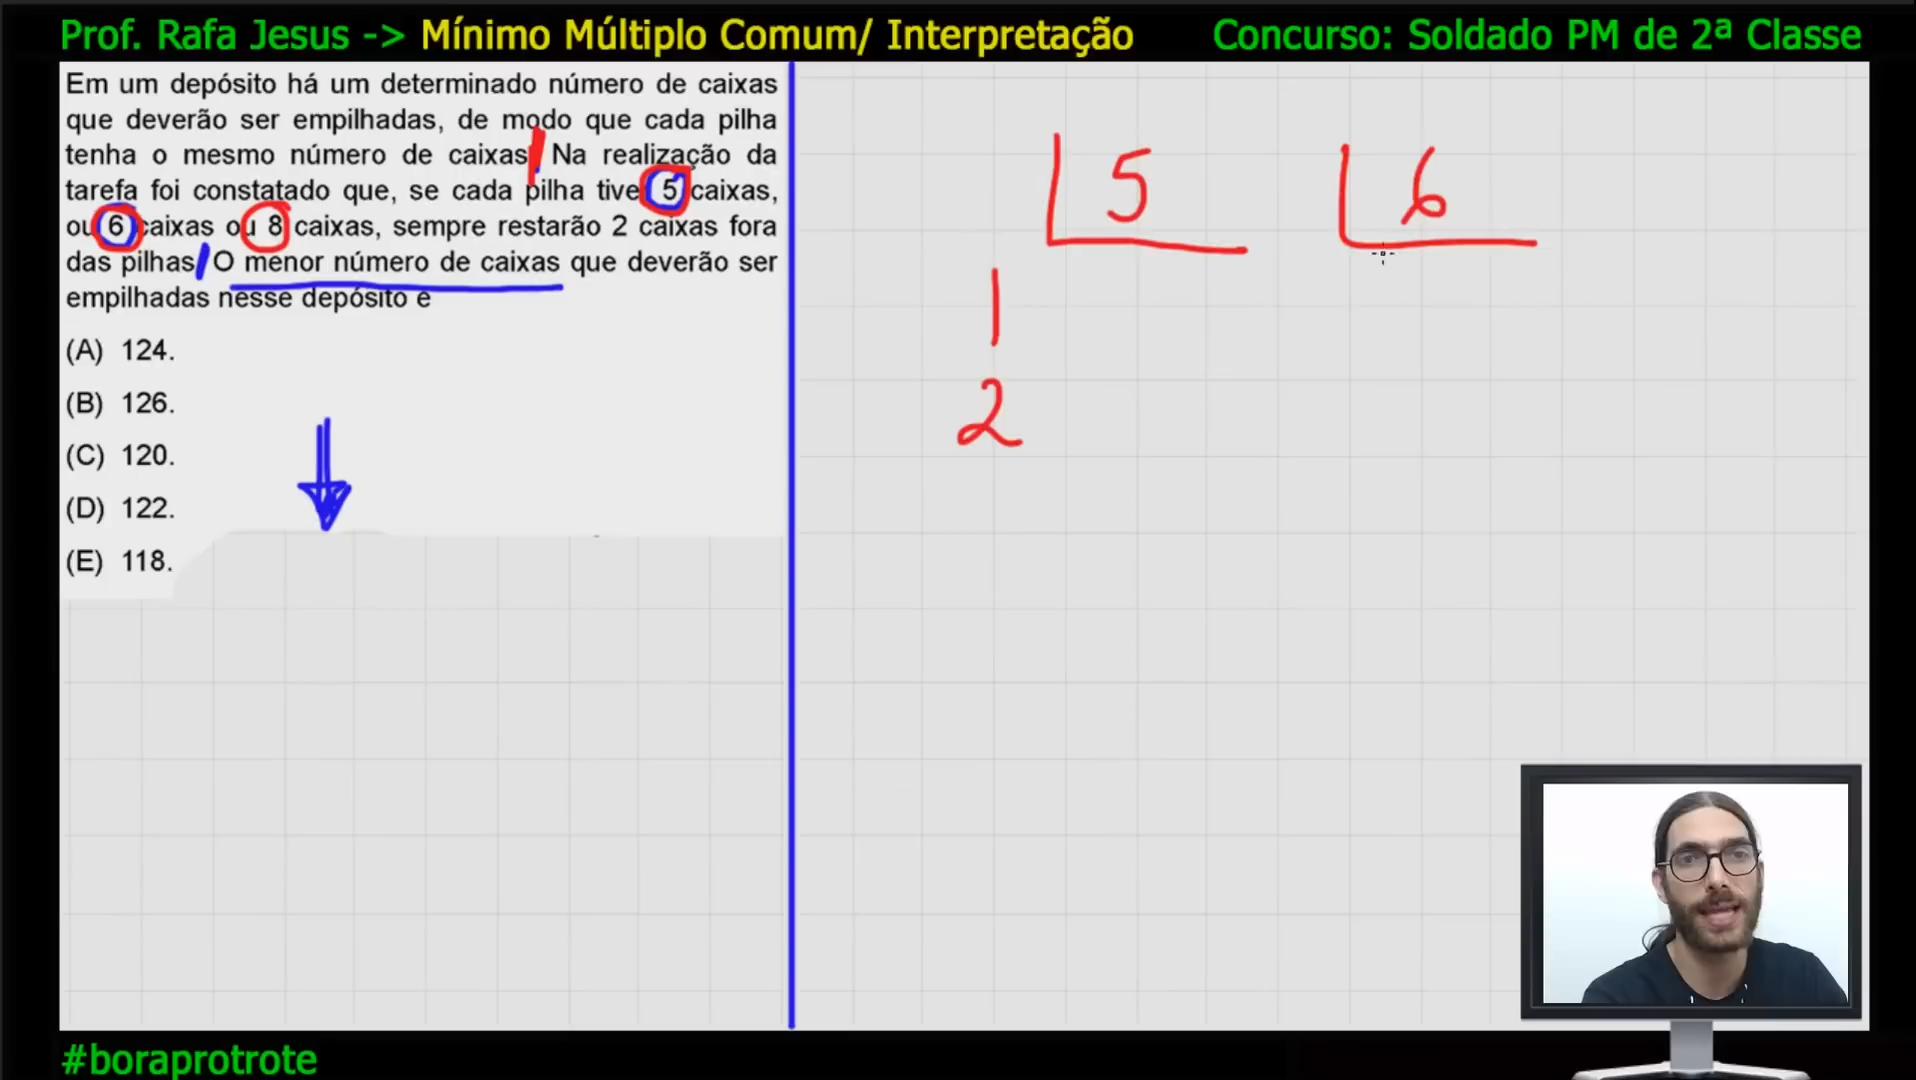 Prof. Rafa Jesus -> Mínimo Múltiplo Comum/ Interpretação Concurso: Soldado PM de 2ª Classe
Em um depósito há um determinado número de caixas
que deverão ser empilhadas, de modo que cada pilha
tenha o mesmo número de caixas. Na realização da
tarefa foi constatado que, se cada pilha tive 5 caixas,
ou 6 caixas ou 8 caixas, sempre restarão 2 caixas fora
das pilhas. O menor número de caixas que deverão ser
empilhadas nesse depósito e
(A) 124.
(B) 126.
(C) 120.
(D) 122.
(E) 118.
5 6
1
2
#boraprotrote